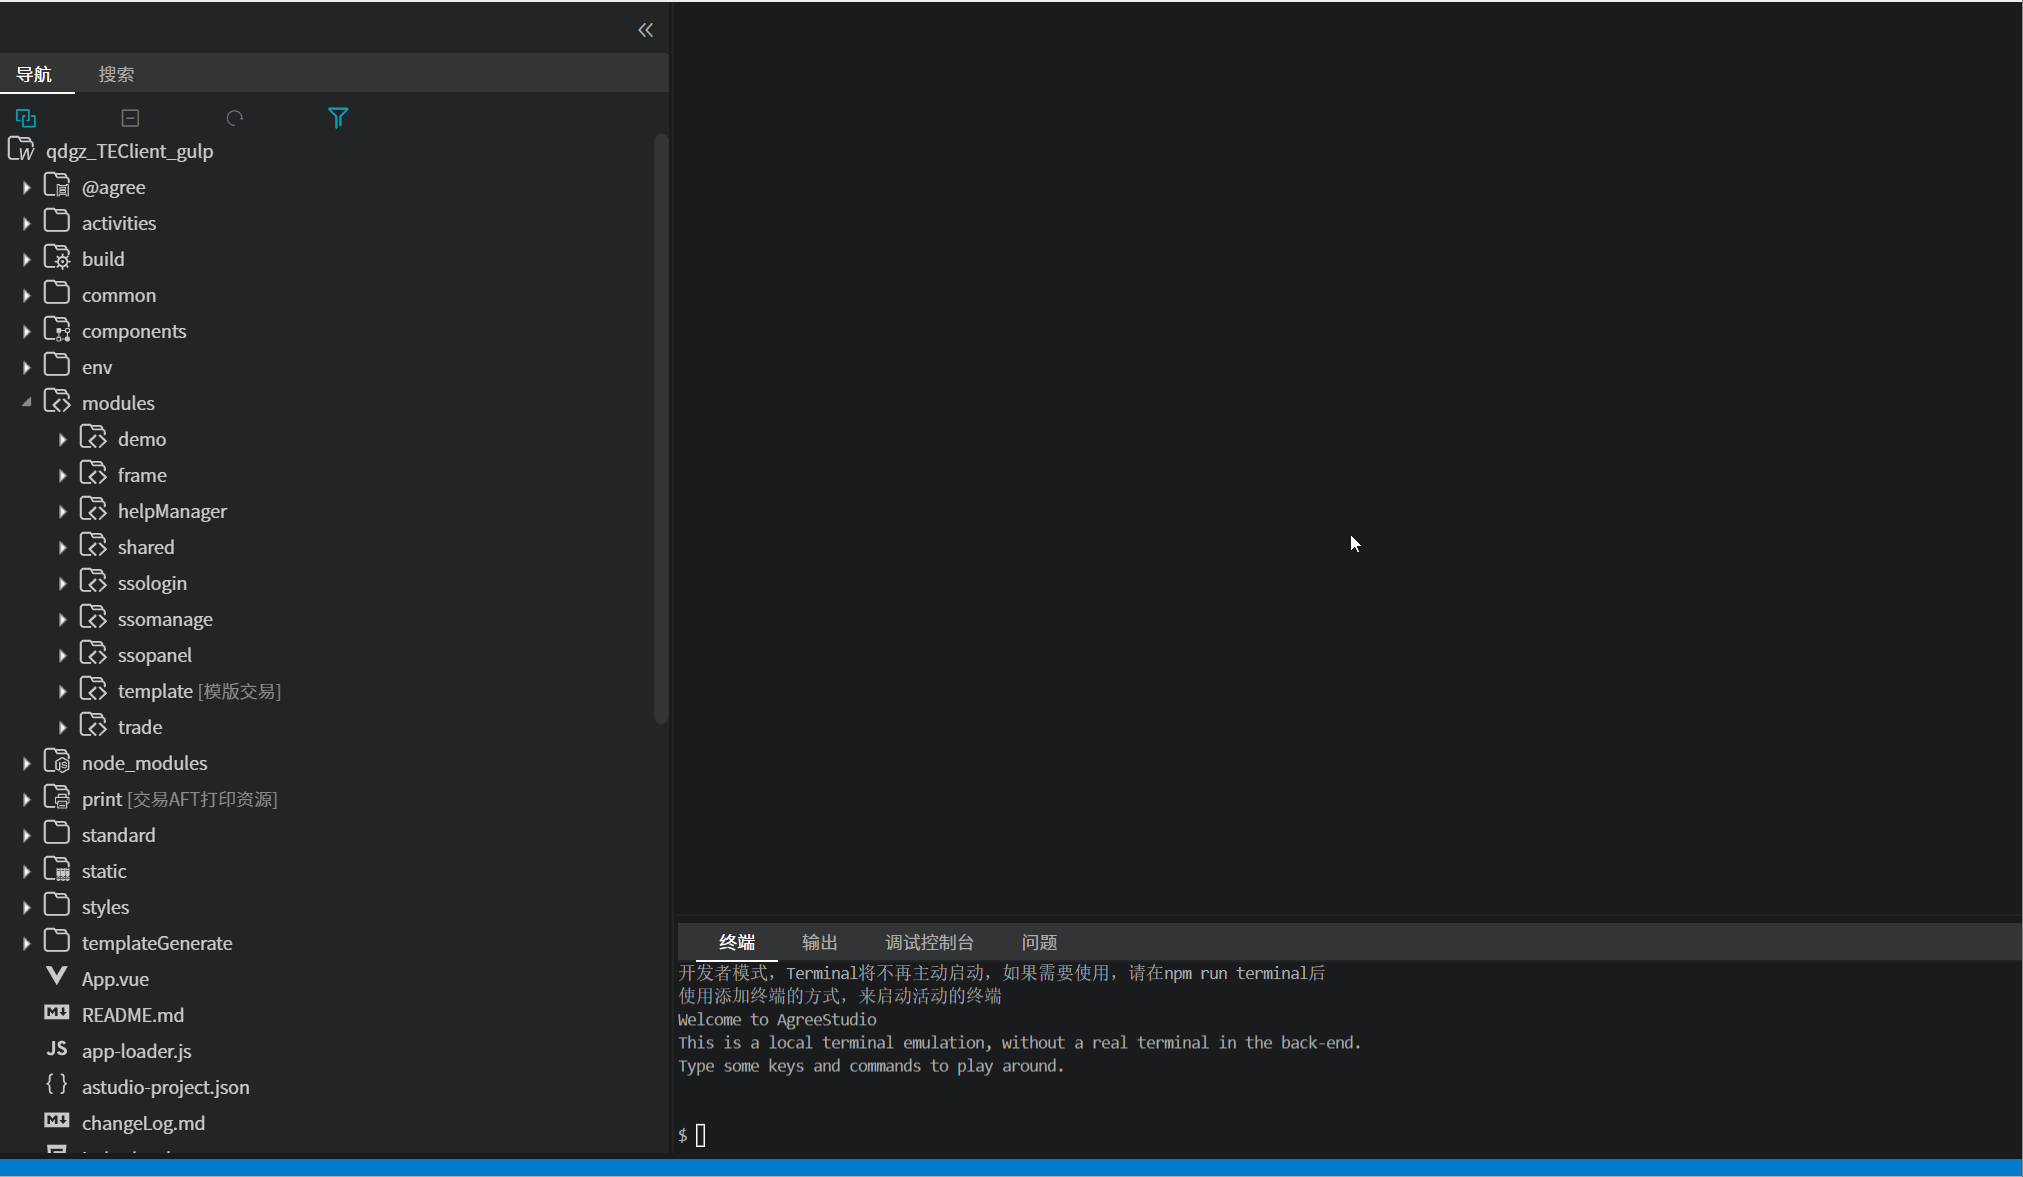 导航 搜索
qdgz_TEClient_gulp
@agree
activities
build
common
components
env
modules
demo
frame
helpManager
shared
ssologin
ssomanage
ssopanel
template [模版交易]
trade
node_modules
print [交易AFT打印资源]
standard
static
styles
templateGenerate
App.vue
README.md
app-loader.js
astudio-project.json
changeLog.md
终端 输出 调试控制台 问题
开发者模式，Terminal将不再主动启动，如果需要使用，请在npm run terminal后
使用添加终端的方式，来启动活动的终端
Welcome to AgreeStudio
This is a local terminal emulation, without a real terminal in the back-end.
Type some keys and commands to play around.
$